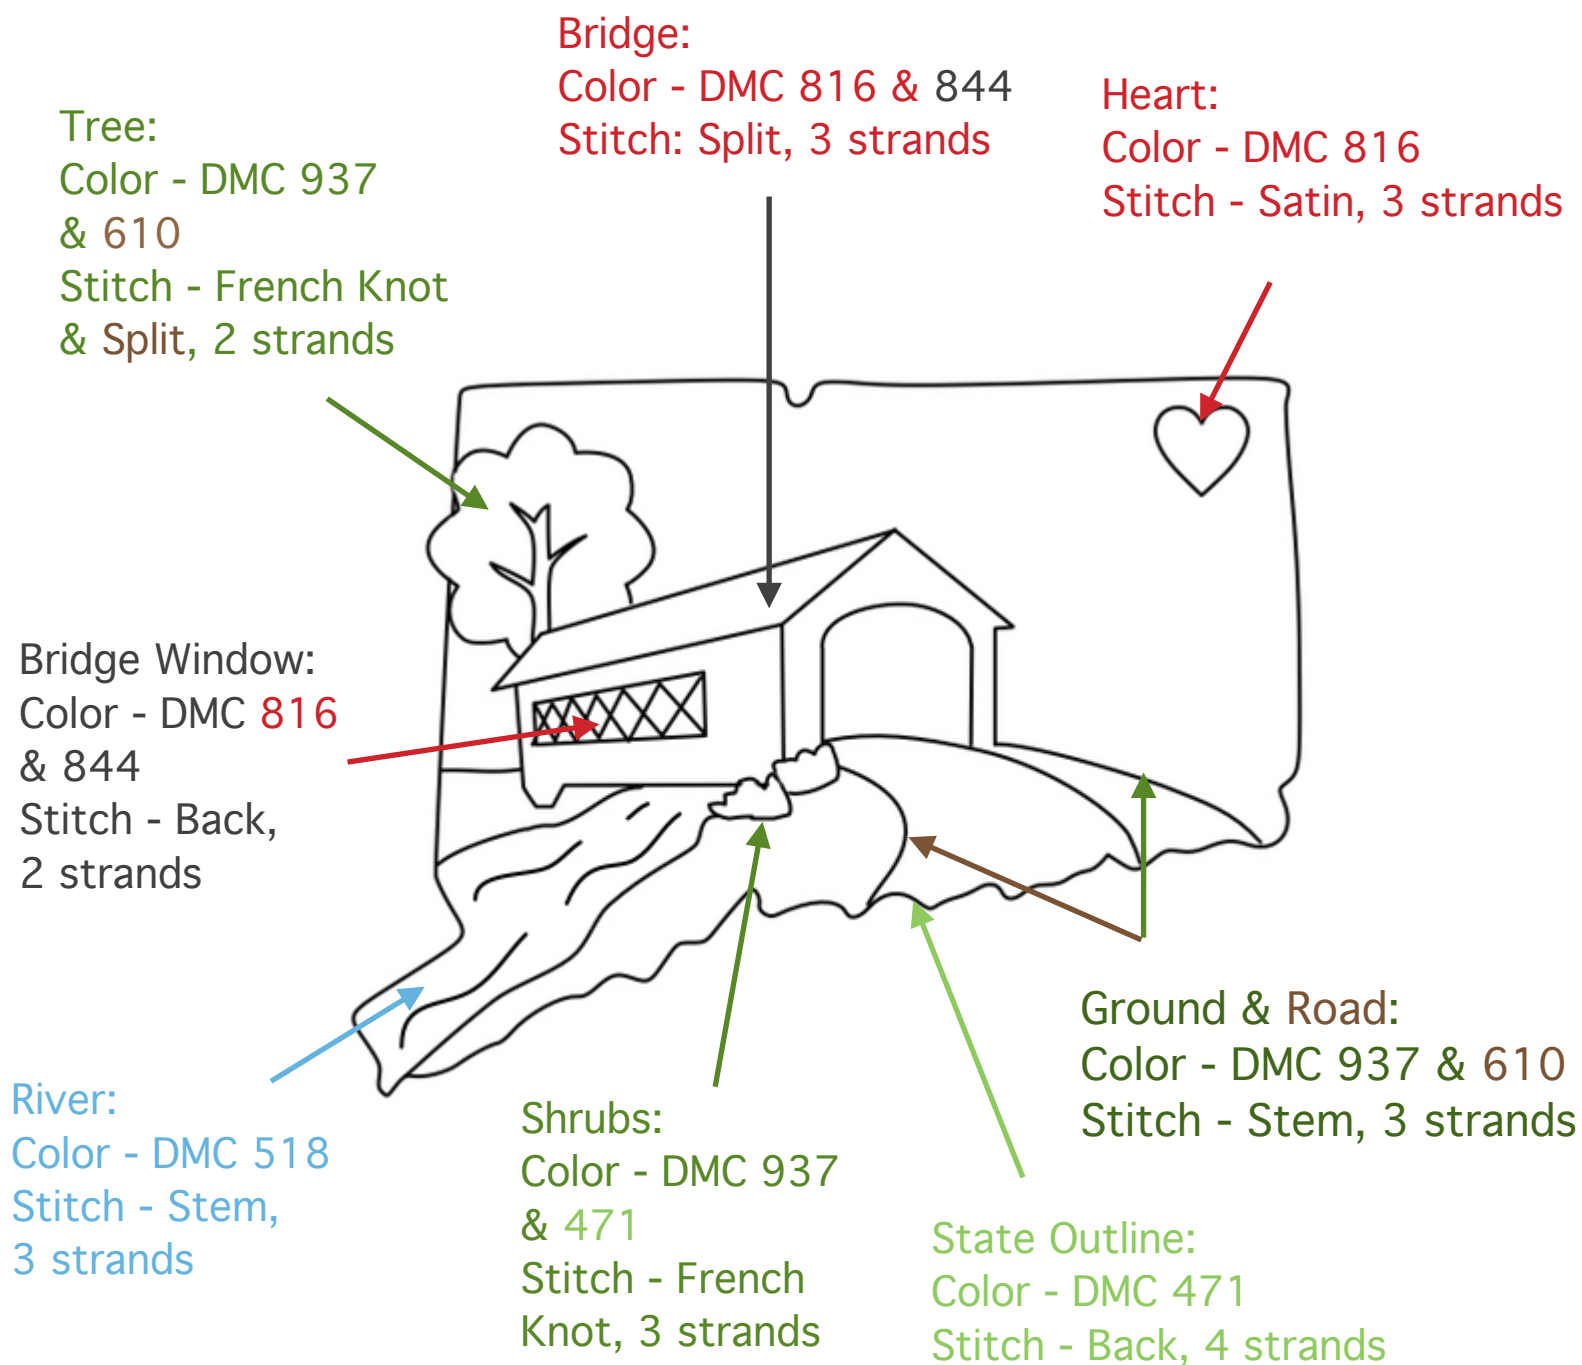 Bridge:
Color - DMC 816 & 844
Stitch: Split, 3 strands
Heart:
Color - DMC 816
Stitch - Satin, 3 strands
Tree:
Color - DMC 937
& 610
Stitch - French Knot
& Split, 2 strands
Bridge Window:
Color - DMC 816
& 844
Stitch - Back,
2 strands
Ground & Road:
Color - DMC 937 & 610
Stitch - Stem, 3 strands
River:
Color - DMC 518
Stitch - Stem,
3 strands
Shrubs:
Color - DMC 937
& 471
Stitch - French
Knot, 3 strands
State Outline:
Color - DMC 471
Stitch - Back, 4 strands